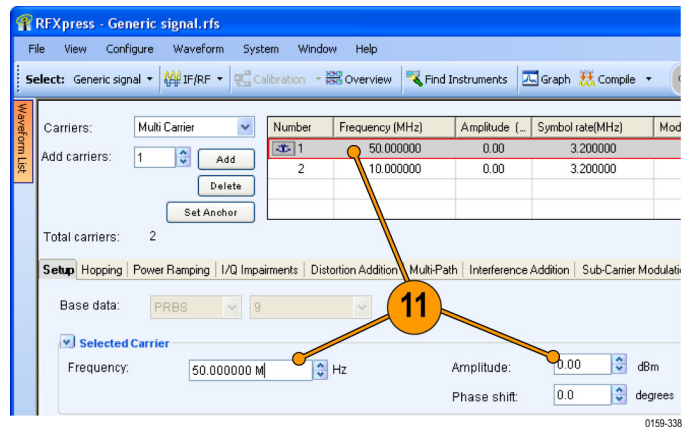 RFXpress - Generic signal.rfs
File View Configure Waveform System Window Help
Select: Generic signal IF/RF Calibration Overview Find Instruments Graph Compile
Waveform List
Carriers: Multi Carrier
Add carriers: 1 Add
Delete
Set Anchor
Total carriers: 2
Number Frequency (MHz) Amplitude (... Symbol rate(MHz) Mod
1 50.000000 0.00 3.200000
2 10.000000 0.00 3.200000
Setup Hopping Power Ramping I/Q Impairments Distortion Addition Multi-Path Interference Addition Sub-Carrier Modulati
Base data: PRBS 9
11
Selected Carrier
Frequency: 50.000000 M Hz Amplitude: 0.00 dBm
Phase shift: 0.0 degrees
0159-338